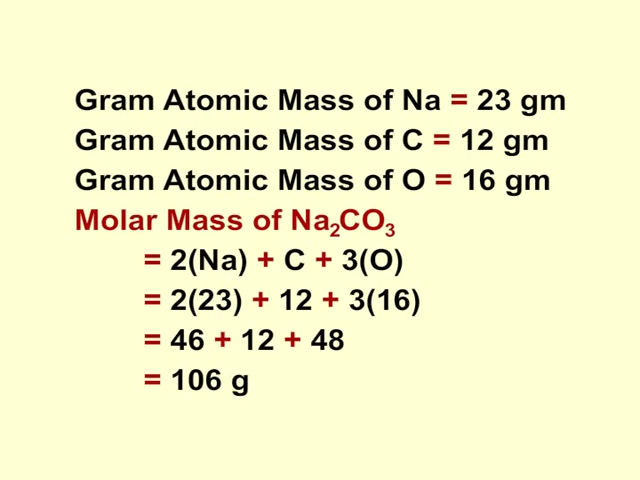 Gram Atomic Mass of Na = 23 gm
Gram Atomic Mass of C = 12 gm
Gram Atomic Mass of O = 16 gm
Molar Mass of Na₂CO₃
= 2(Na) + C + 3(O)
= 2(23) + 12 + 3(16)
= 46 + 12 + 48
= 106 g